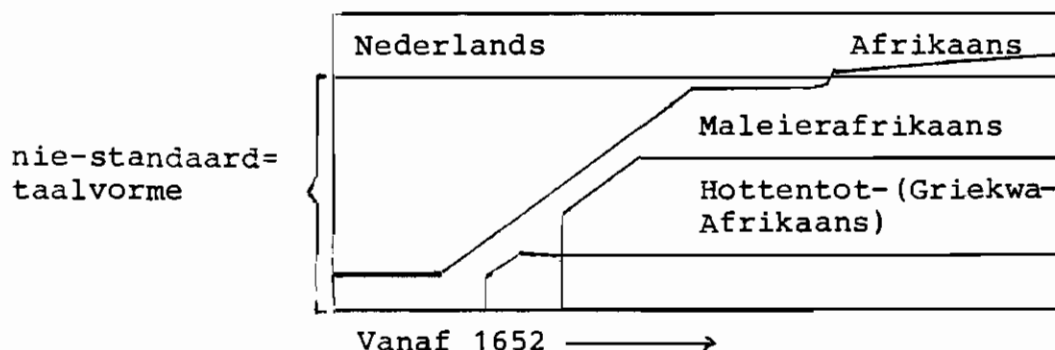 Nederlands
Afrikaans
Maleierafrikaans
nie-standaard=
taalvorme
Hottentot-(Griekwa-
Afrikaans)
Vanaf 1652